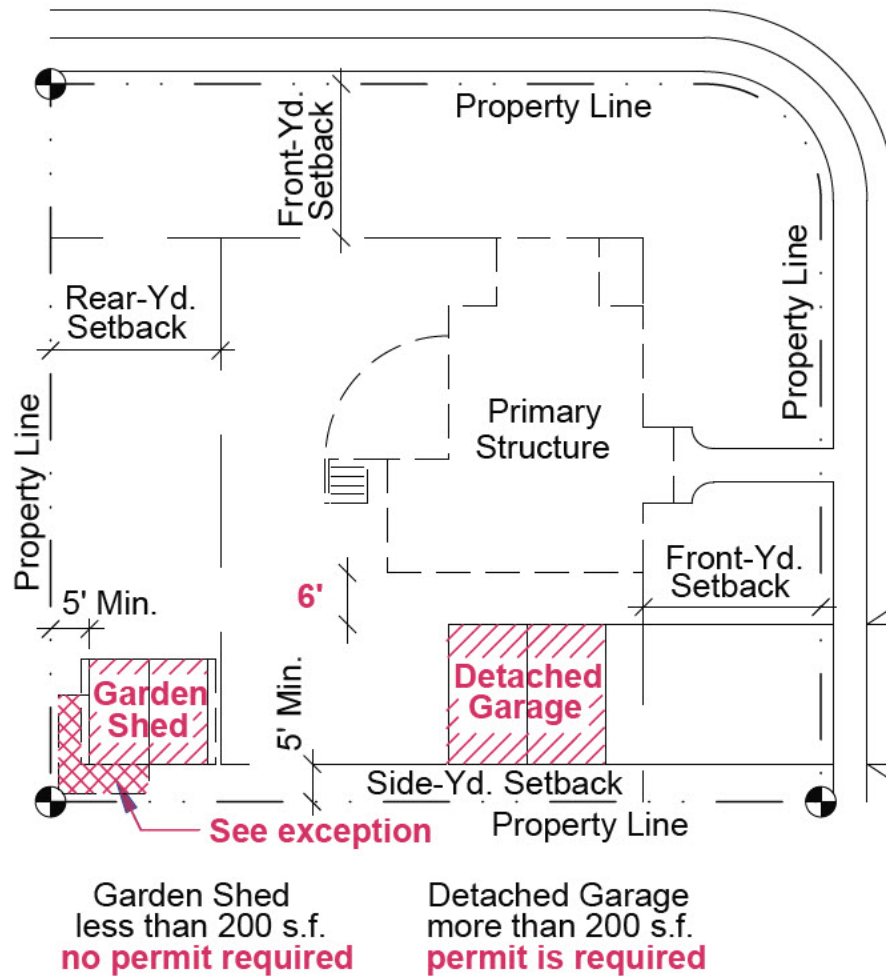 Property Line
Front-Yd.
Setback
Rear-Yd.
Setback
Property Line
Primary
Structure
Property Line
Front-Yd.
Setback
5' Min.
6'
Garden
Shed
5' Min.
Detached
Garage
Side-Yd. Setback
Property Line
See exception
Garden Shed
less than 200 s.f.
no permit required
Detached Garage
more than 200 s.f.
permit is required